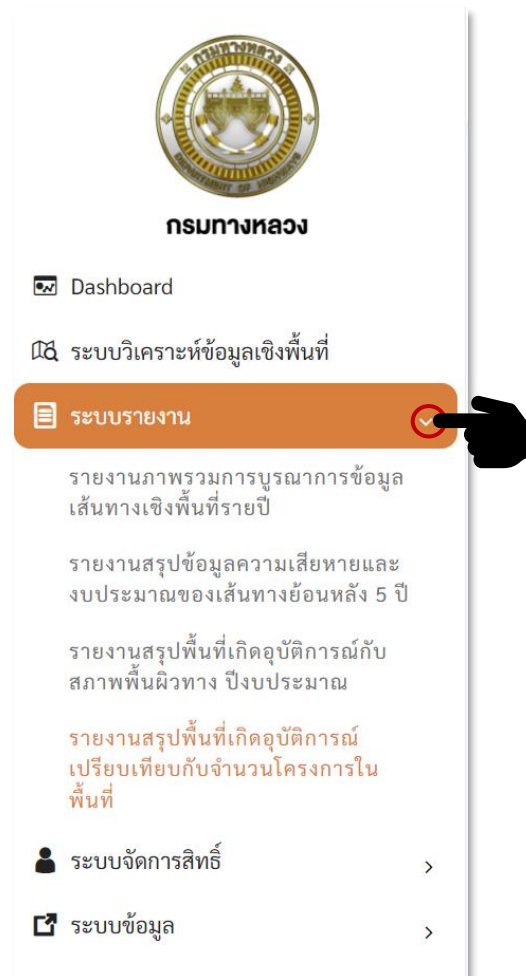 กรมทางหลวง
DEPARTMENT OF HIGHWAYS
กรมทางหลวง
Dashboard
ระบบวิเคราะห์ข้อมูลเชิงพื้นที่
ระบบรายงาน
รายงานภาพรวมการบูรณาการข้อมูล
เส้นทางเชิงพื้นที่รายปี
รายงานสรุปข้อมูลความเสียหายและ
งบประมาณของเส้นทางย้อนหลัง 5 ปี
รายงานสรุปพื้นที่เกิดอุบัติการณ์กับ
สภาพพื้นผิวทาง ปีงบประมาณ
รายงานสรุปพื้นที่เกิดอุบัติการณ์
เปรียบเทียบกับจำนวนโครงการใน
พื้นที่
ระบบจัดการสิทธิ์
ระบบข้อมูล